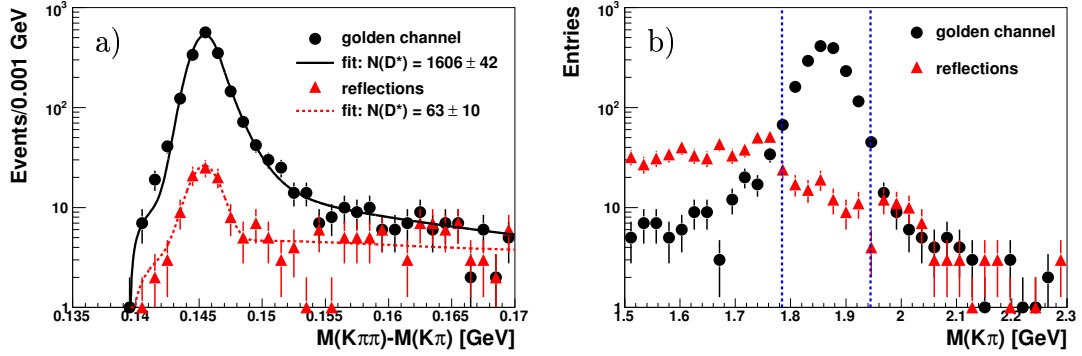 a)
golden channel
fit: N(D*) = 1606 ± 42
reflections
fit: N(D*) = 63 ± 10
Events/0.001 GeV
10³
10²
10
1
0.135 0.14 0.145 0.15 0.155 0.16 0.165 0.17
M(Kππ)-M(Kπ) [GeV]
b)
golden channel
reflections
Entries
10³
10²
10
1
1.5 1.6 1.7 1.8 1.9 2 2.1 2.2 2.3
M(Kπ) [GeV]